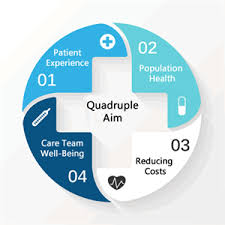 Patient
Experience
01
02
Population
Health
Quadruple
Aim
Care Team
Well-Being
04
03
Reducing
Costs